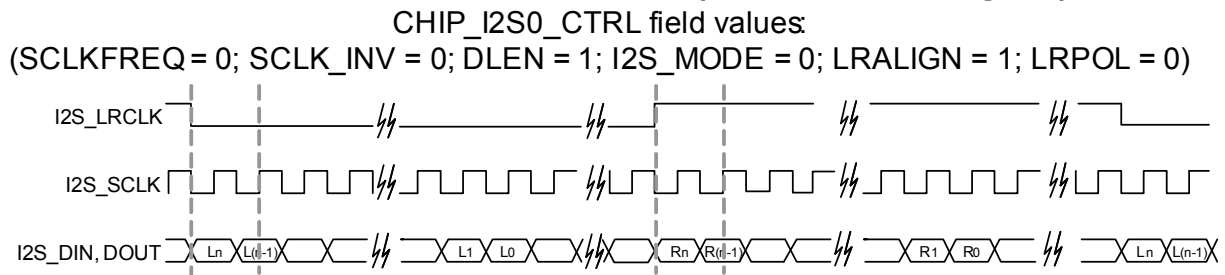 CHIP_I2S0_CTRL field values:
(SCLKFREQ = 0; SCLK_INV = 0; DLEN = 1; I2S_MODE = 0; LRALIGN = 1; LRPOL = 0)
I2S_LRCLK
I2S_SCLK
I2S_DIN, DOUT Ln L(n-1) L1 L0 Rn R(n-1) R1 R0 Ln L(n-1)